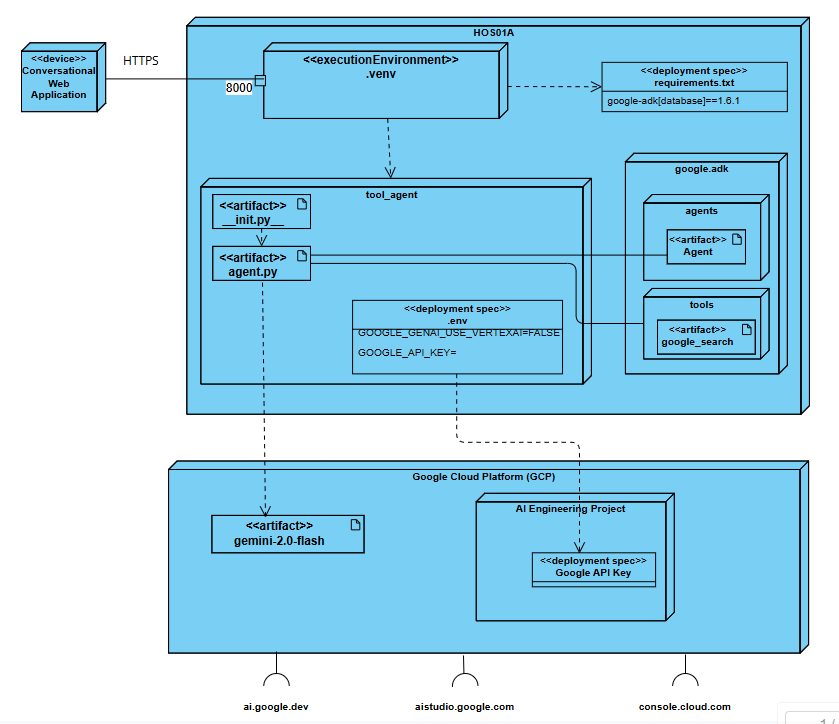 HOS01A
<<device>>
Conversational
Web
Application
HTTPS
8000
<<executionEnvironment>>
.venv
<<deployment spec>>
requirements.txt
google-adk[database]==1.6.1
tool_agent
<<artifact>>
__init.py__
<<artifact>>
agent.py
<<deployment spec>>
.env
GOOGLE_GENAI_USE_VERTEXAI=FALSE
GOOGLE_API_KEY=
google.adk
agents
<<artifact>>
Agent
tools
<<artifact>>
google_search
Google Cloud Platform (GCP)
<<artifact>>
gemini-2.0-flash
AI Engineering Project
<<deployment spec>>
Google API Key
ai.google.dev
aistudio.google.com
console.cloud.com